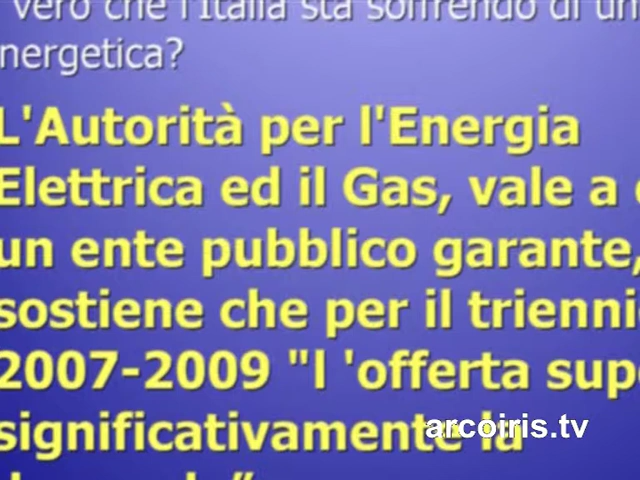 vero che l'Italia sta soffrendo di un
nergetica?
L'Autorità per l'Energia
Elettrica ed il Gas, vale a
un ente pubblico garante,
sostiene che per il trienni
2007-2009 "l 'offerta sup
significativamente la
arcoiris.tv